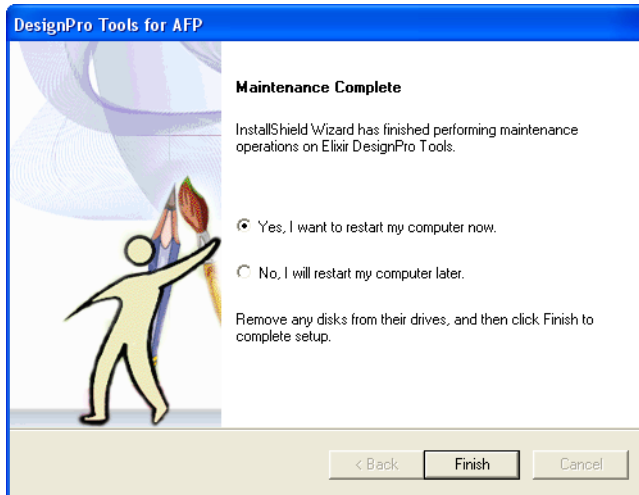 DesignPro Tools for AFP
Maintenance Complete
InstallShield Wizard has finished performing maintenance
operations on Elixir DesignPro Tools.
Yes, I want to restart my computer now.
No, I will restart my computer later.
Remove any disks from their drives, and then click Finish to
complete setup.
< Back
Finish
Cancel